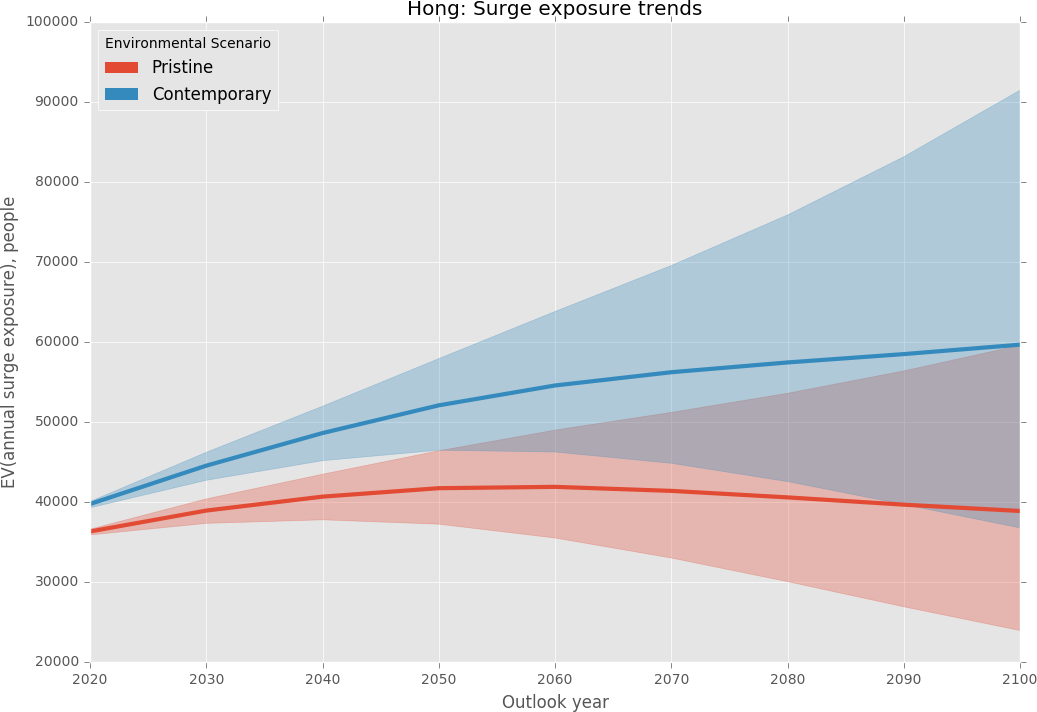 Hong: Surge exposure trends
Environmental Scenario
Pristine
Contemporary
EV(annual surge exposure), people
100000
90000
80000
70000
60000
50000
40000
30000
20000
2020 2030 2040 2050 2060 2070 2080 2090 2100
Outlook year